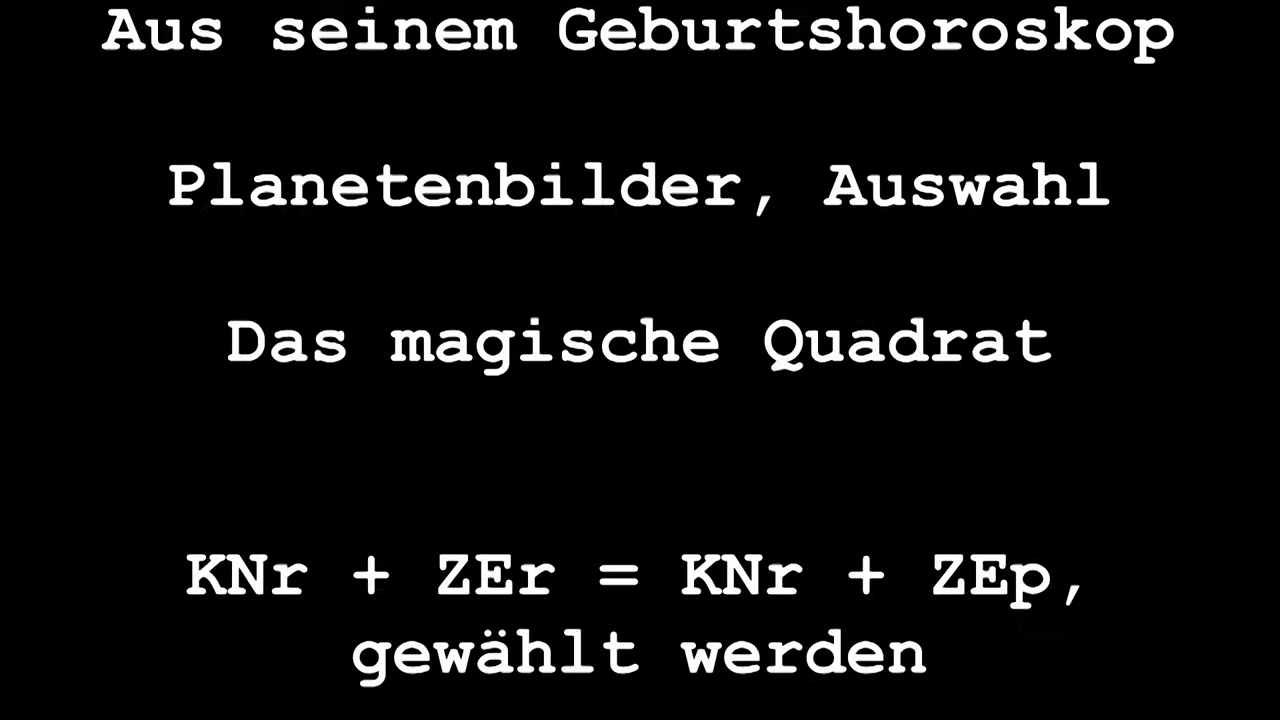 Aus seinem Geburtshoroskop
Planetenbilder, Auswahl
Das magische Quadrat
KNr + ZEr = KNr + ZEp,
gewählt werden